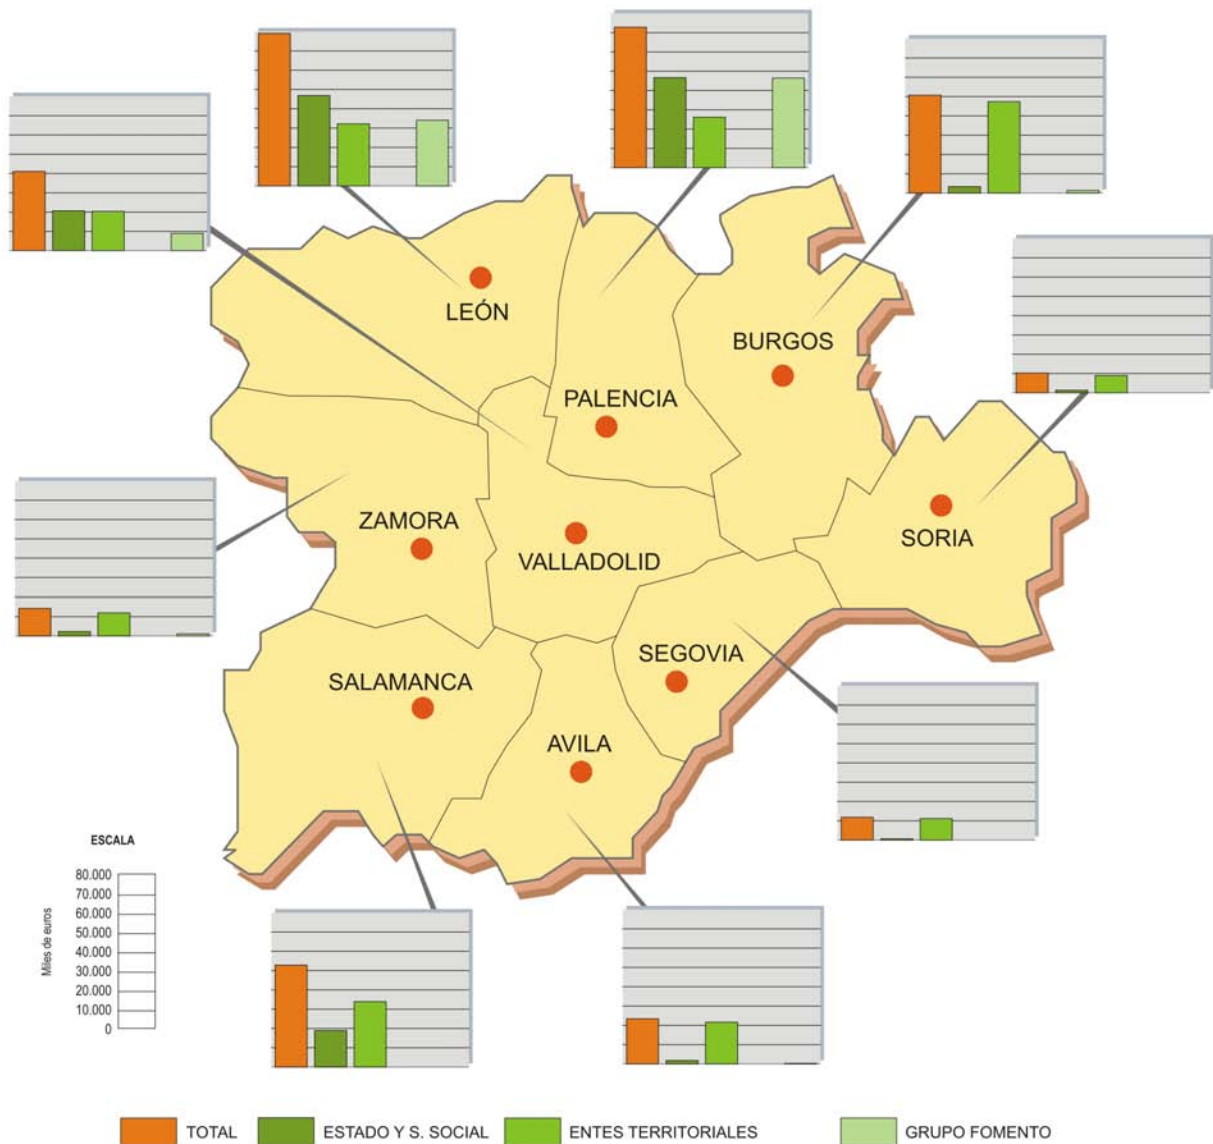 LEÓN
BURGOS
PALENCIA
SORIA
ZAMORA
VALLADOLID
SEGOVIA
SALAMANCA
AVILA
ESCALA
Miles de euros
80.000
70.000
60.000
50.000
40.000
30.000
20.000
10.000
0
TOTAL ESTADO Y S. SOCIAL ENTES TERRITORIALES GRUPO FOMENTO